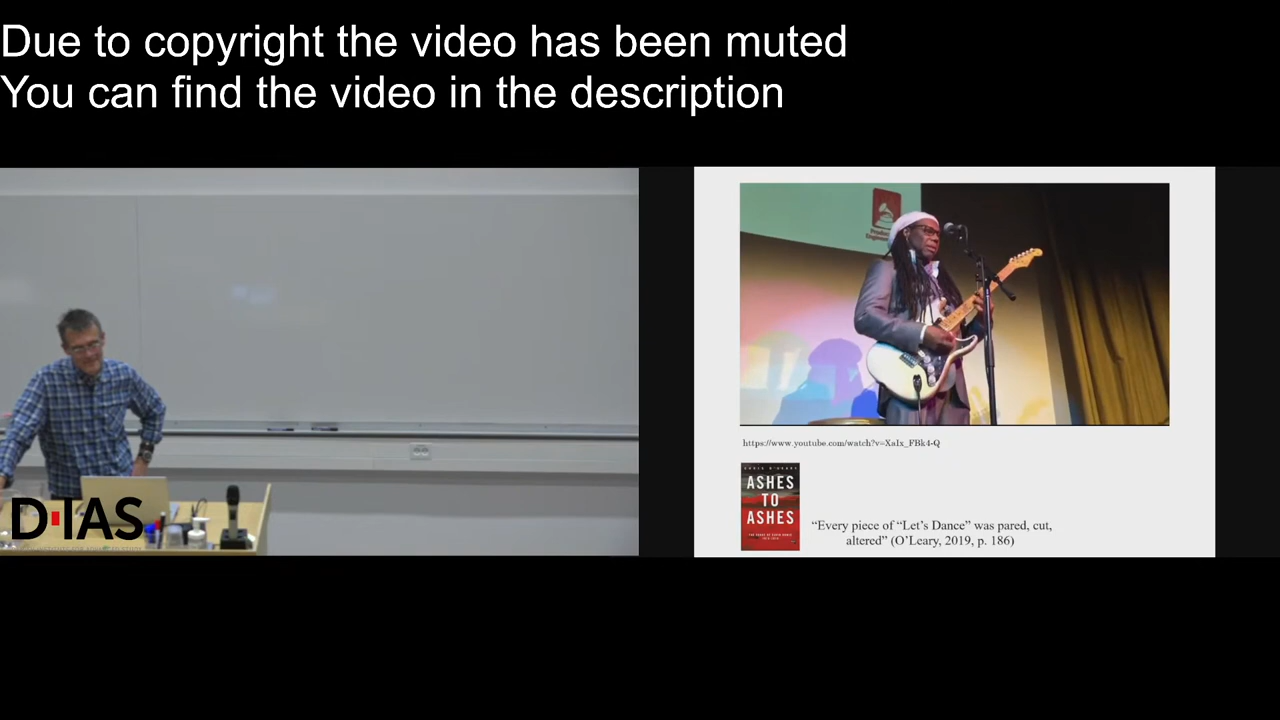 Due to copyright the video has been muted
You can find the video in the description
https://www.youtube.com/watch?v=XaIx_FBk4-Q
ASHES
TO
ASHES
“Every piece of “Let’s Dance” was pared, cut,
altered” (O’Leary, 2019, p. 186)
D·IAS